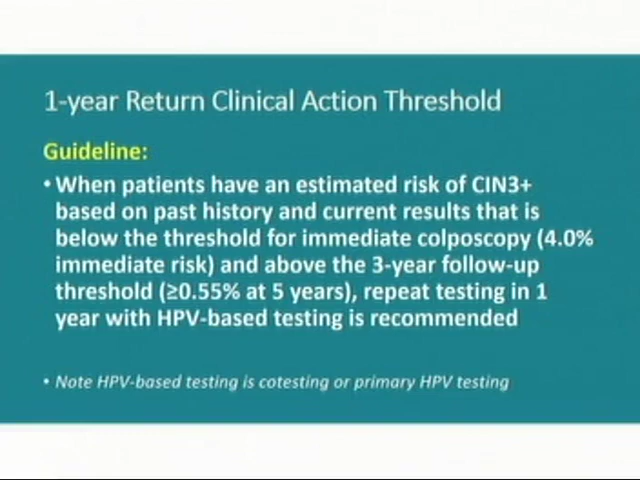 1-year Return Clinical Action Threshold
Guideline:
• When patients have an estimated risk of CIN3+
based on past history and current results that is
below the threshold for immediate colposcopy (4.0%
immediate risk) and above the 3-year follow-up
threshold (≥0.55% at 5 years), repeat testing in 1
year with HPV-based testing is recommended
• Note HPV-based testing is cotesting or primary HPV testing